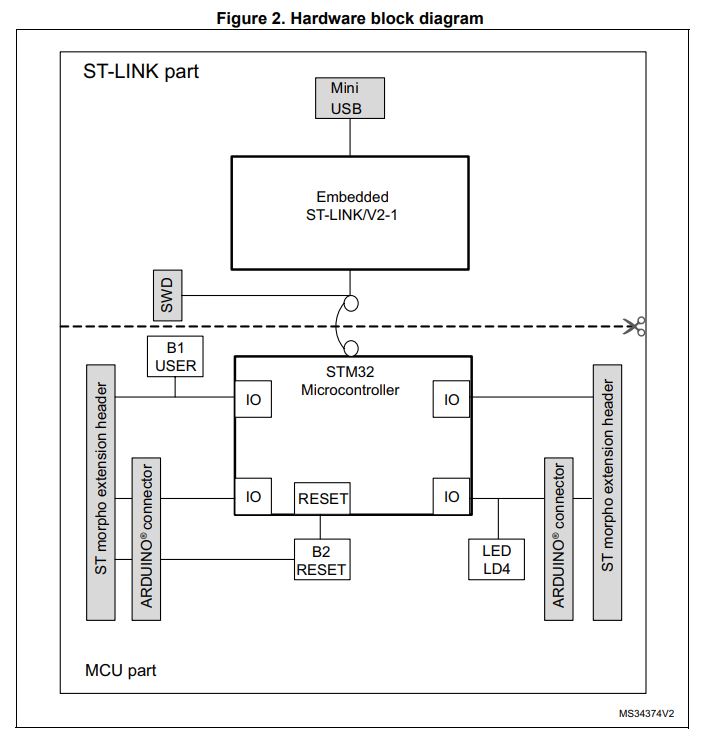 Figure 2. Hardware block diagram
ST-LINK part
Mini
USB
Embedded
ST-LINK/V2-1
SWD
B1
USER
STM32
Microcontroller
IO
IO
ST morpho extension header
ST morpho extension header
ARDUINO® connector
IO
RESET
IO
ARDUINO® connector
B2
RESET
LED
LD4
MCU part
MS34374V2